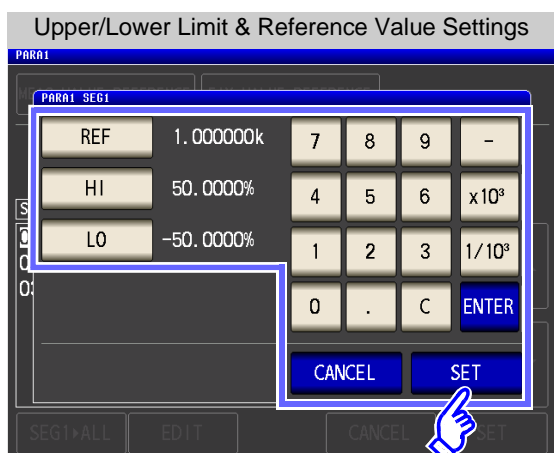 Upper/Lower Limit & Reference Value Settings
PARA1
PARA1 SEG1
REF 1.000000k 7 8 9 -
HI 50.0000% 4 5 6 x10³
LO -50.0000% 1 2 3 1/10³
0 . C ENTER
CANCEL SET
SEG1▶ALL EDIT CANCEL SET